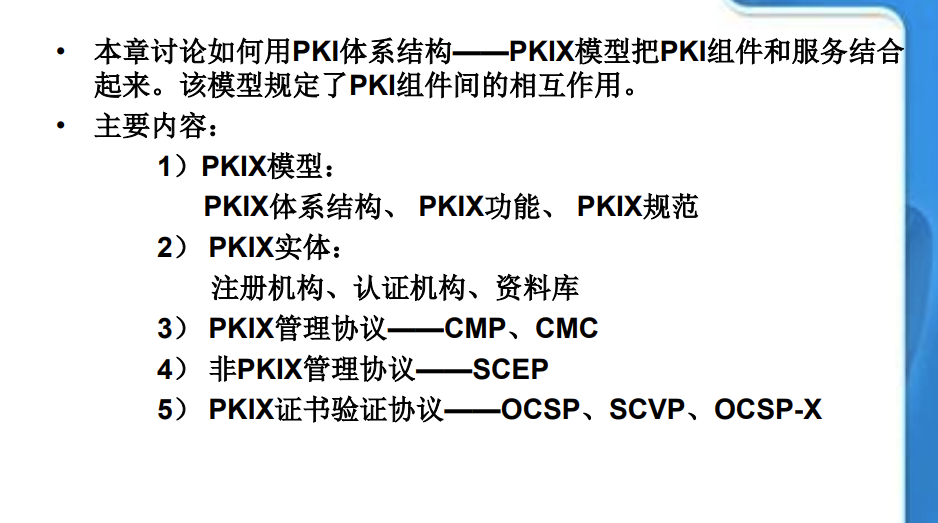 • 本章讨论如何用PKI体系结构——PKIX模型把PKI组件和服务结合
起来。该模型规定了PKI组件间的相互作用。
• 主要内容：
1）PKIX模型：
PKIX体系结构、 PKIX功能、 PKIX规范
2） PKIX实体：
注册机构、认证机构、资料库
3） PKIX管理协议——CMP、CMC
4） 非PKIX管理协议——SCEP
5） PKIX证书验证协议——OCSP、SCVP、OCSP-X